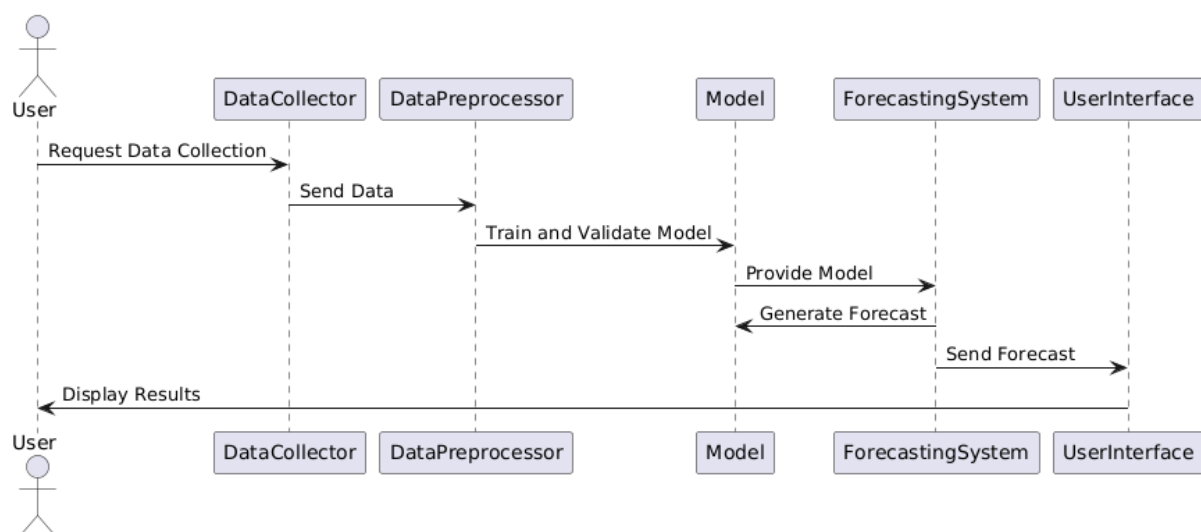 User
DataCollector
DataPreprocessor
Model
ForecastingSystem
UserInterface
Request Data Collection
Send Data
Train and Validate Model
Provide Model
Generate Forecast
Send Forecast
Display Results
User
DataCollector
DataPreprocessor
Model
ForecastingSystem
UserInterface